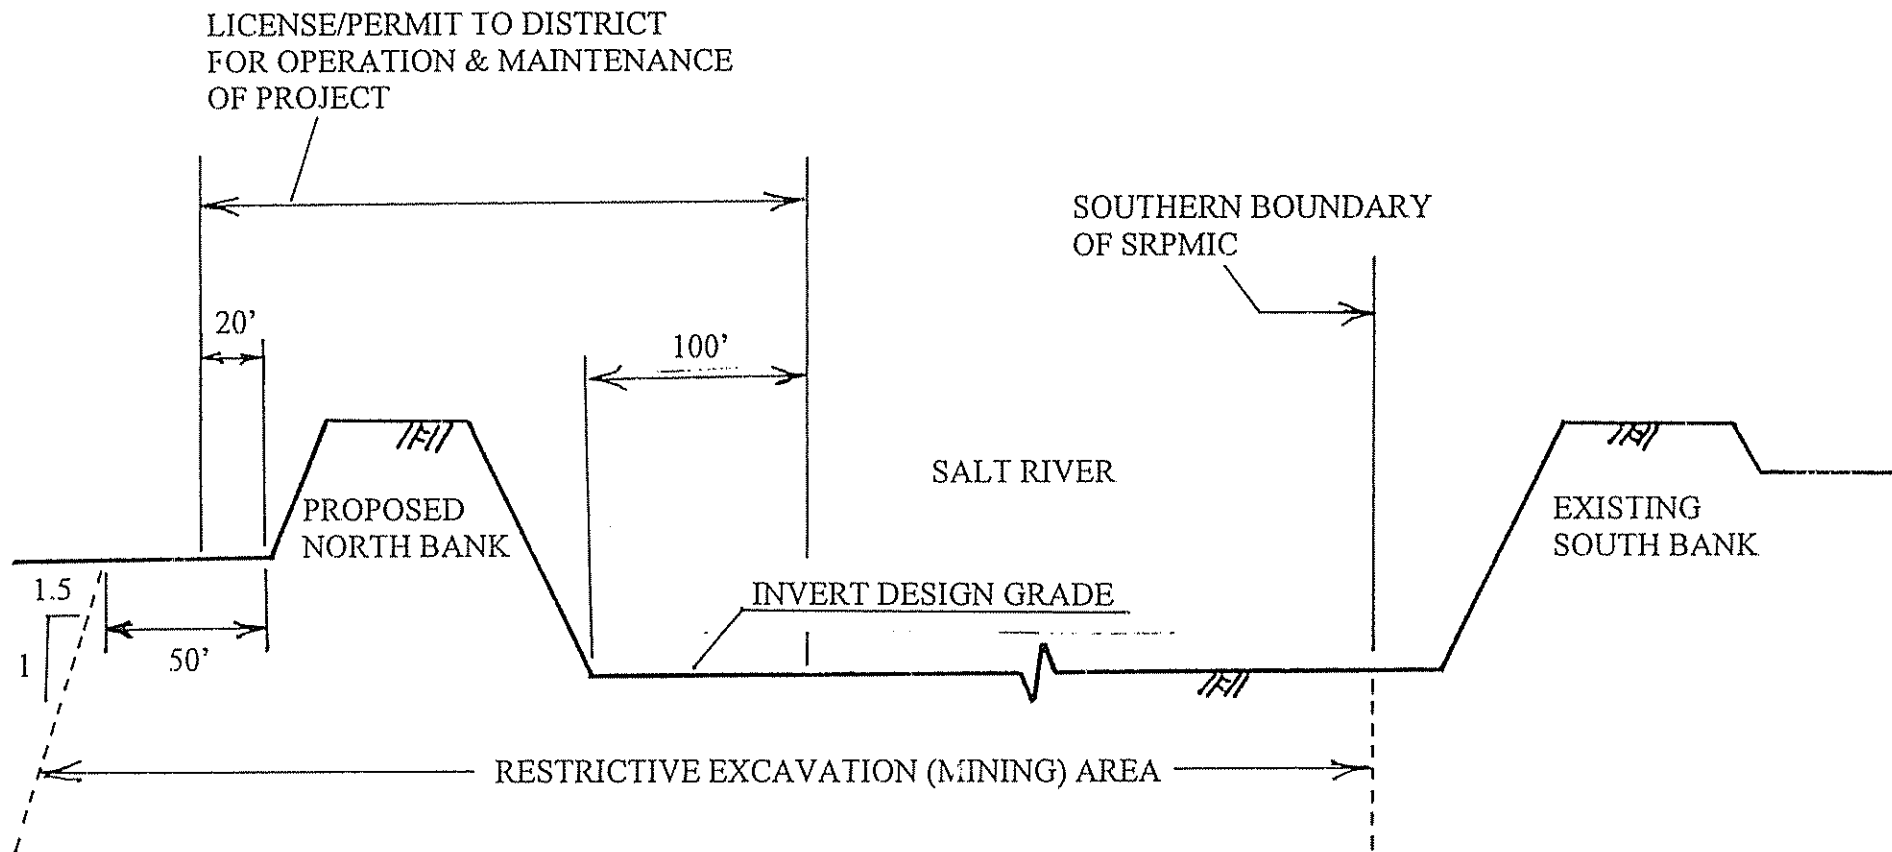 LICENSE/PERMIT TO DISTRICT
FOR OPERATION & MAINTENANCE
OF PROJECT
SOUTHERN BOUNDARY
OF SRPMIC
20'
100'
SALT RIVER
PROPOSED
NORTH BANK
EXISTING
SOUTH BANK
1.5
1
50'
INVERT DESIGN GRADE
RESTRICTIVE EXCAVATION (MINING) AREA